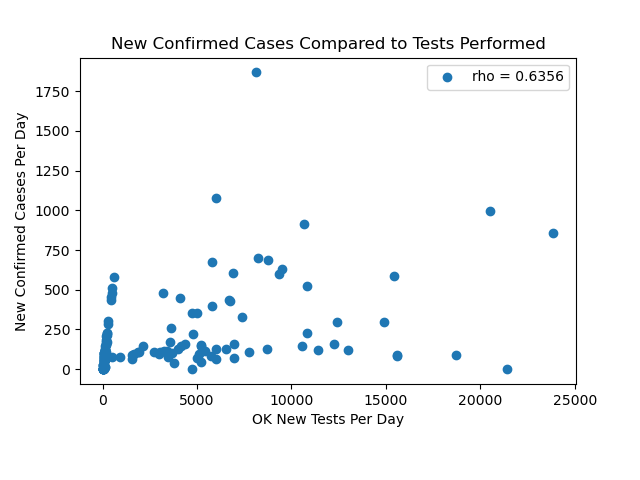 New Confirmed Cases Compared to Tests Performed
rho = 0.6356
New Confirmed Caeses Per Day
1750
1500
1250
1000
750
500
250
0
0 5000 10000 15000 20000 25000
OK New Tests Per Day